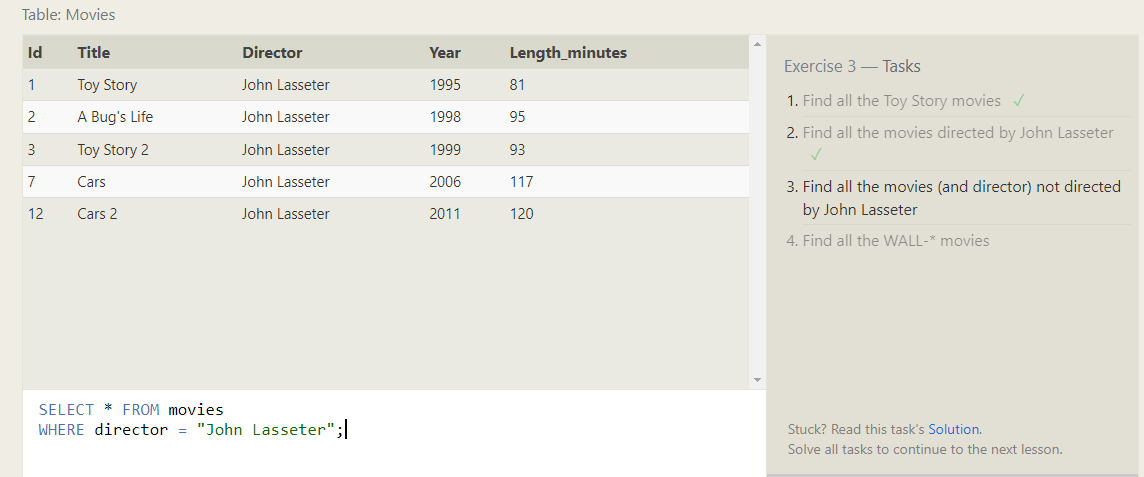 Table: Movies
Id Title Director Year Length_minutes
1 Toy Story John Lasseter 1995 81
2 A Bug's Life John Lasseter 1998 95
3 Toy Story 2 John Lasseter 1999 93
7 Cars John Lasseter 2006 117
12 Cars 2 John Lasseter 2011 120
SELECT * FROM movies
WHERE director = "John Lasseter";
Exercise 3 — Tasks
1. Find all the Toy Story movies ✓
2. Find all the movies directed by John Lasseter
✓
3. Find all the movies (and director) not directed
by John Lasseter
4. Find all the WALL-* movies
Stuck? Read this task's Solution.
Solve all tasks to continue to the next lesson.